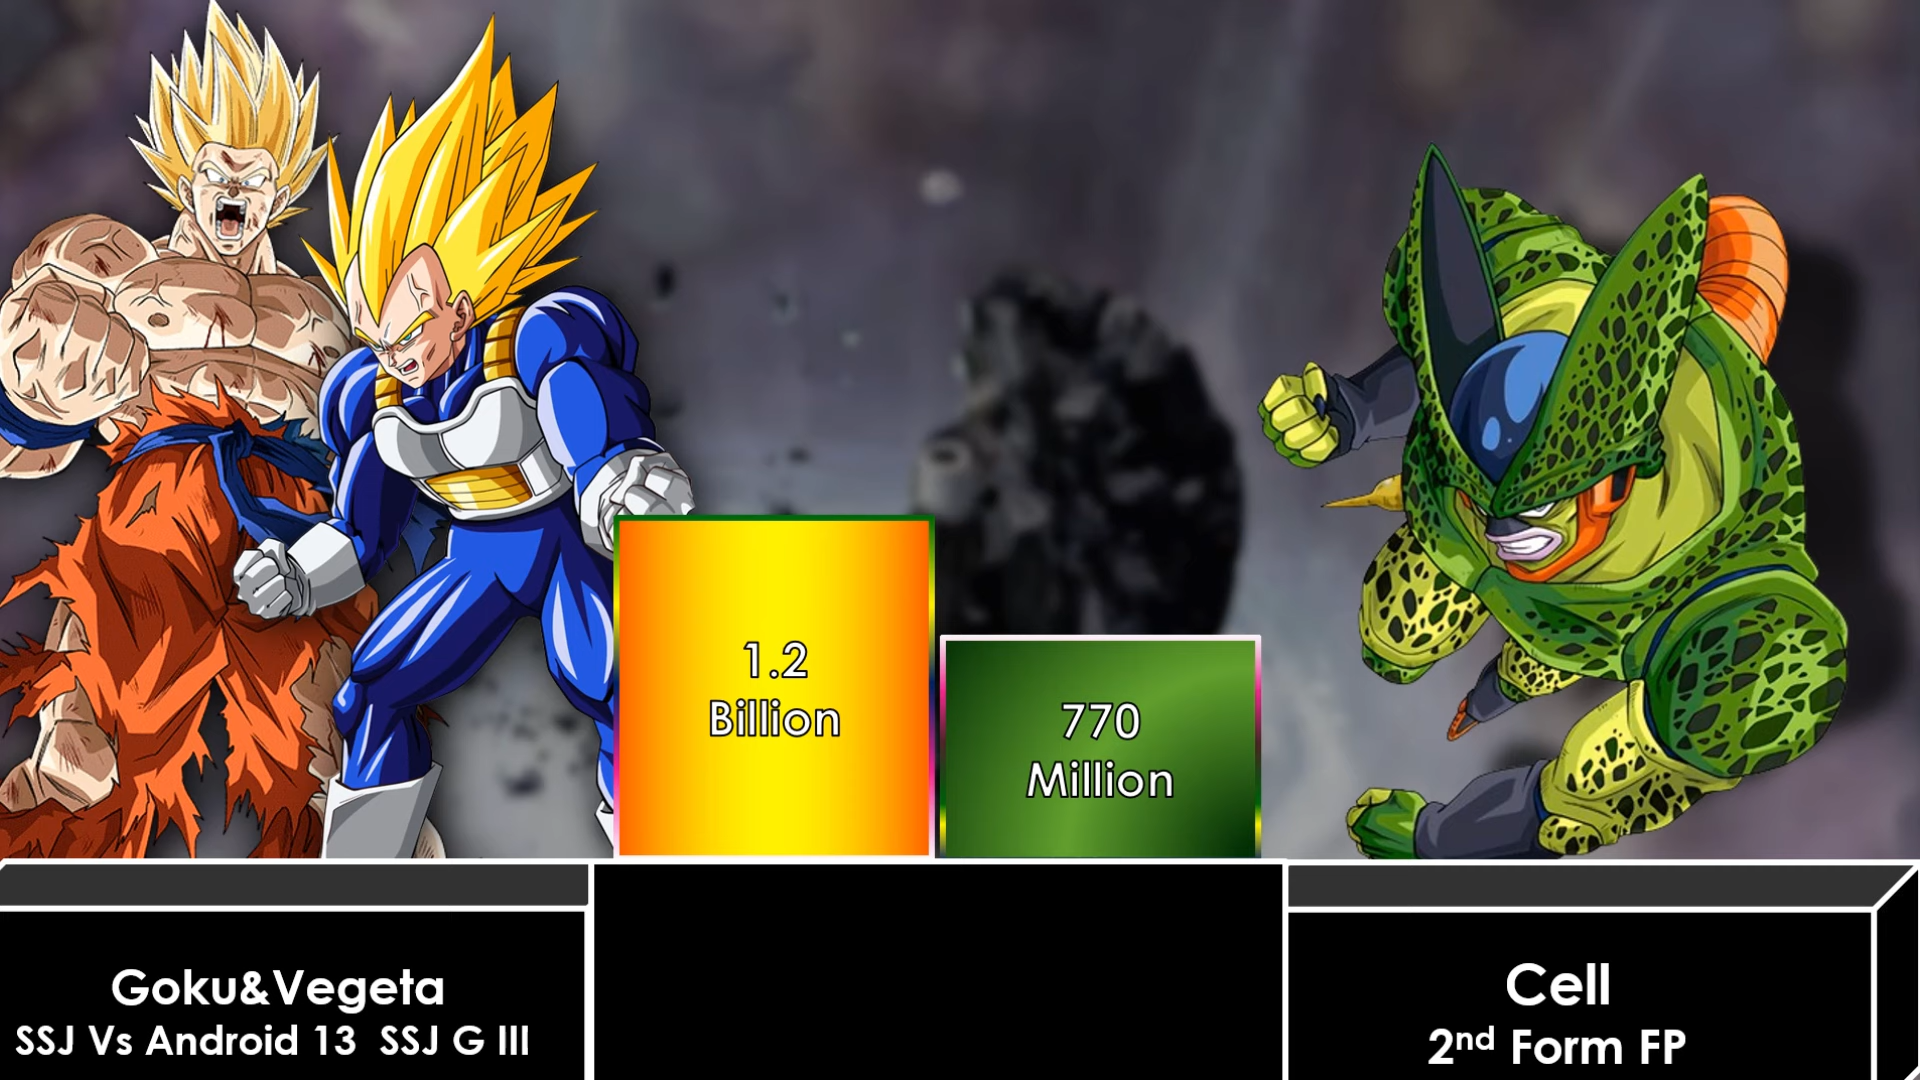 1.2
Billion
770
Million
Goku&Vegeta
SSJ Vs Android 13 SSJ G III
Cell
2nd Form FP